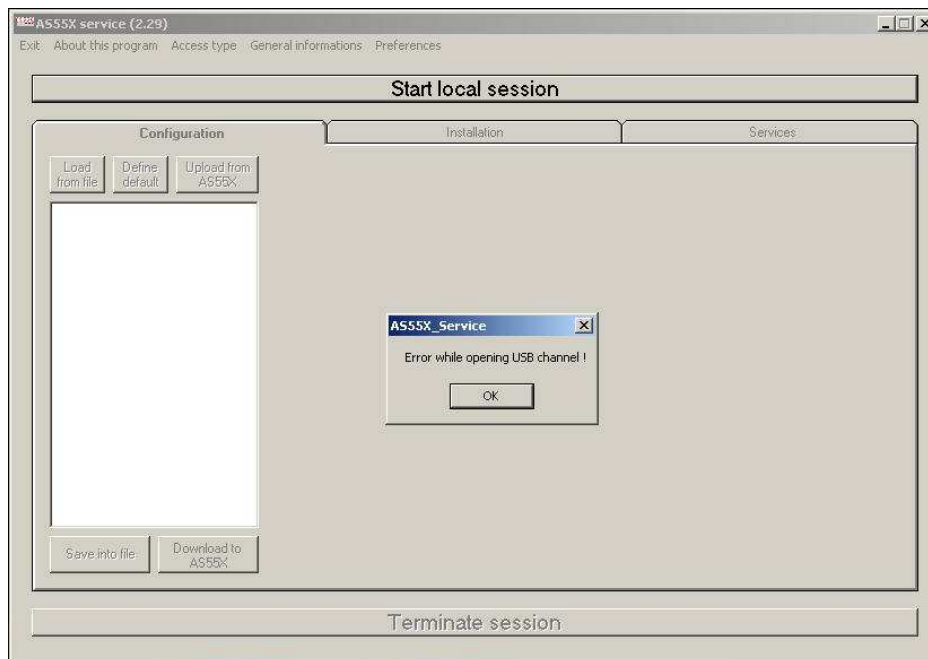 AS55X service (2.29)
Exit About this program Access type General informations Preferences
Start local session
Configuration Installation Services
Load from file
Define default
Upload from AS55X
AS55X_Service
Error while opening USB channel !
OK
Save into file
Download to AS55X
Terminate session